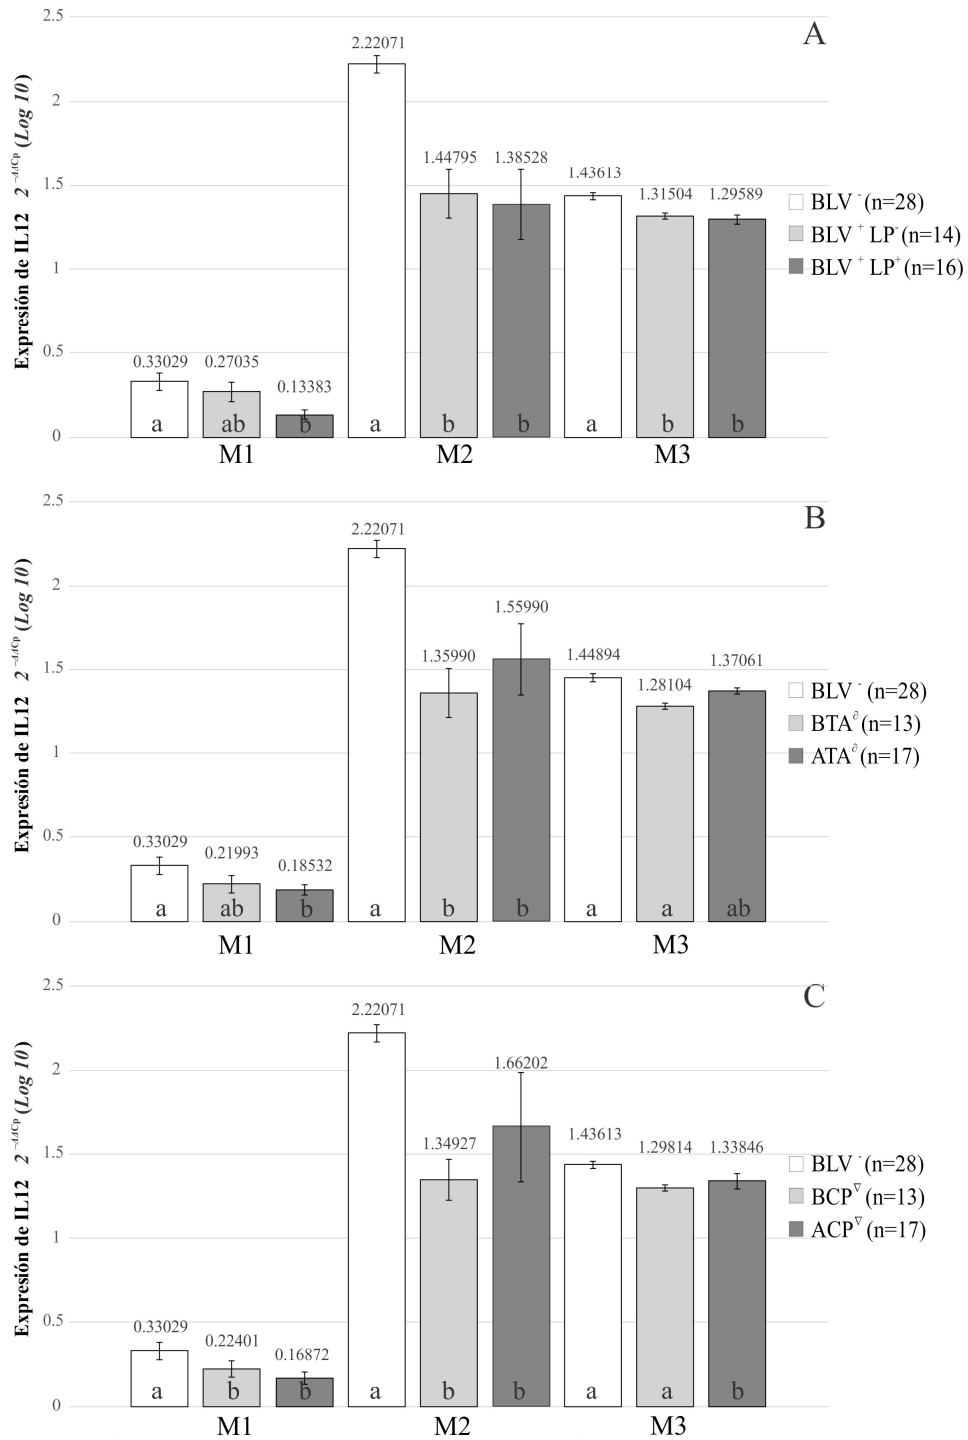 A
Expresión de IL12 2^-ΔΔCp (Log 10)
2.5
2
1.5
1
0.5
0
0.33029
0.27035
0.13383
2.22071
1.44795
1.38528
1.43613
1.31504
1.29589
a ab b a b b a b b
M1 M2 M3
BLV - (n=28)
BLV + LP - (n=14)
BLV + LP + (n=16)
B
Expresión de IL12 2^-ΔΔCp (Log 10)
2.5
2
1.5
1
0.5
0
0.33029
0.21993
0.18532
2.22071
1.35990
1.55990
1.44894
1.28104
1.37061
a ab b a b b a a ab
M1 M2 M3
BLV - (n=28)
BTA ∂ (n=13)
ATA ∂ (n=17)
C
Expresión de IL12 2^-ΔΔCp (Log 10)
2.5
2
1.5
1
0.5
0
0.33029
0.22401
0.16872
2.22071
1.34927
1.66202
1.43613
1.29814
1.33846
a b b a b b a a b
M1 M2 M3
BLV - (n=28)
BCP ∇ (n=13)
ACP ∇ (n=17)